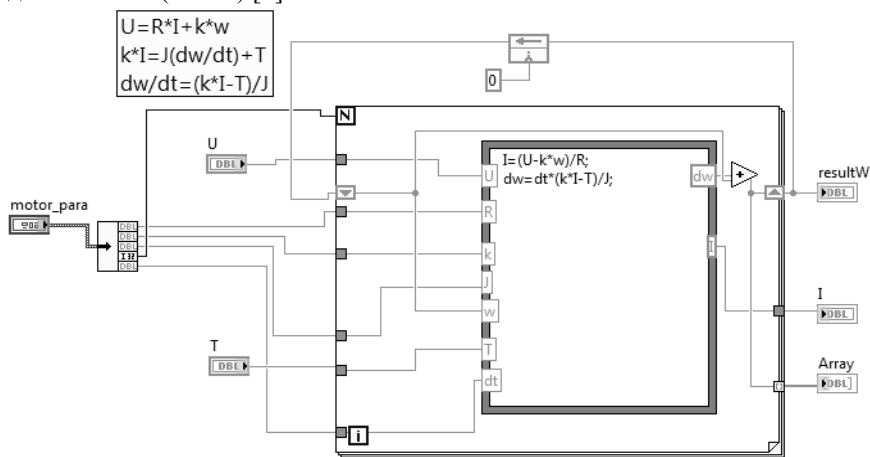 U=R*I+k*w
k*I=J(dw/dt)+T
dw/dt=(k*I-T)/J
0
N
U
DBL
I=(U-k*w)/R;
dw=dt*(k*I-T)/J;
U
dw
+
resultW
DBL
motor_para
R
DBL
DBL
DBL
I32
DBL
k
I
J
I
DBL
w
T
DBL
T
Array
DBL]
dt
i